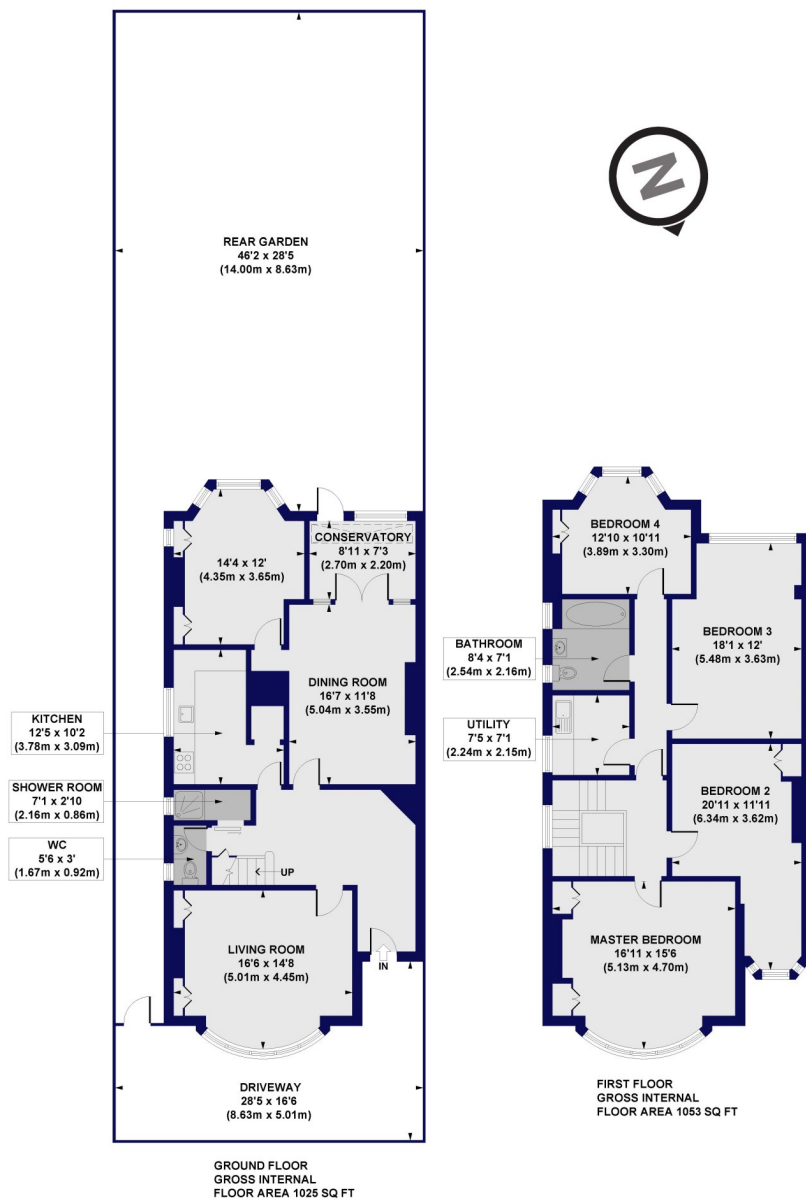 REAR GARDEN
46'2 x 28'5
(14.00m x 8.63m)
N
14'4 x 12'
(4.35m x 3.65m)
CONSERVATORY
8'11 x 7'3
(2.70m x 2.20m)
DINING ROOM
16'7 x 11'8
(5.04m x 3.55m)
KITCHEN
12'5 x 10'2
(3.78m x 3.09m)
SHOWER ROOM
7'1 x 2'10
(2.16m x 0.86m)
WC
5'6 x 3'
(1.67m x 0.92m)
UP
LIVING ROOM
16'6 x 14'8
(5.01m x 4.45m)
IN
DRIVEWAY
28'5 x 16'6
(8.63m x 5.01m)
GROUND FLOOR
GROSS INTERNAL
FLOOR AREA 1025 SQ FT
BEDROOM 4
12'10 x 10'11
(3.89m x 3.30m)
BATHROOM
8'4 x 7'1
(2.54m x 2.16m)
BEDROOM 3
18'1 x 12'
(5.48m x 3.63m)
UTILITY
7'5 x 7'1
(2.24m x 2.15m)
BEDROOM 2
20'11 x 11'11
(6.34m x 3.62m)
MASTER BEDROOM
16'11 x 15'6
(5.13m x 4.70m)
FIRST FLOOR
GROSS INTERNAL
FLOOR AREA 1053 SQ FT